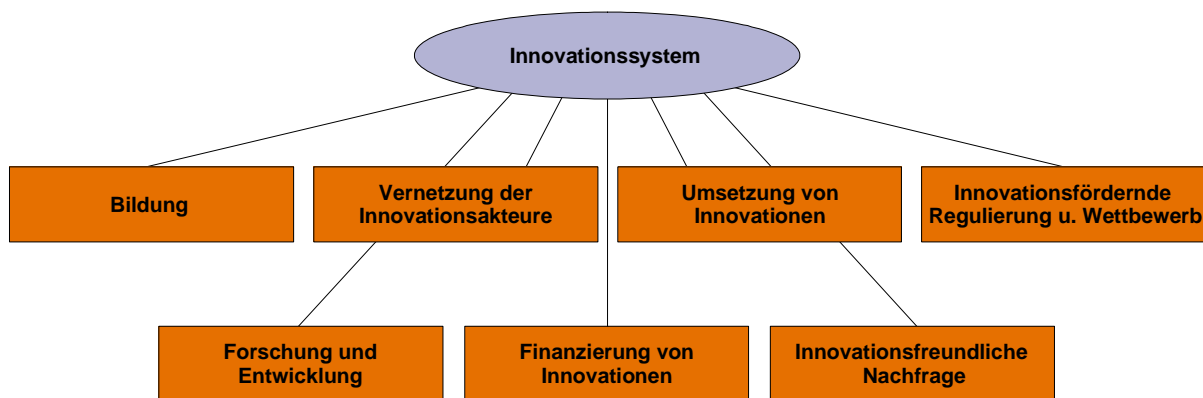 Innovationssystem
Bildung
Vernetzung der
Innovationsakteure
Umsetzung von
Innovationen
Innovationsfördernde
Regulierung u. Wettbewerb
Forschung und
Entwicklung
Finanzierung von
Innovationen
Innovationsfreundliche
Nachfrage